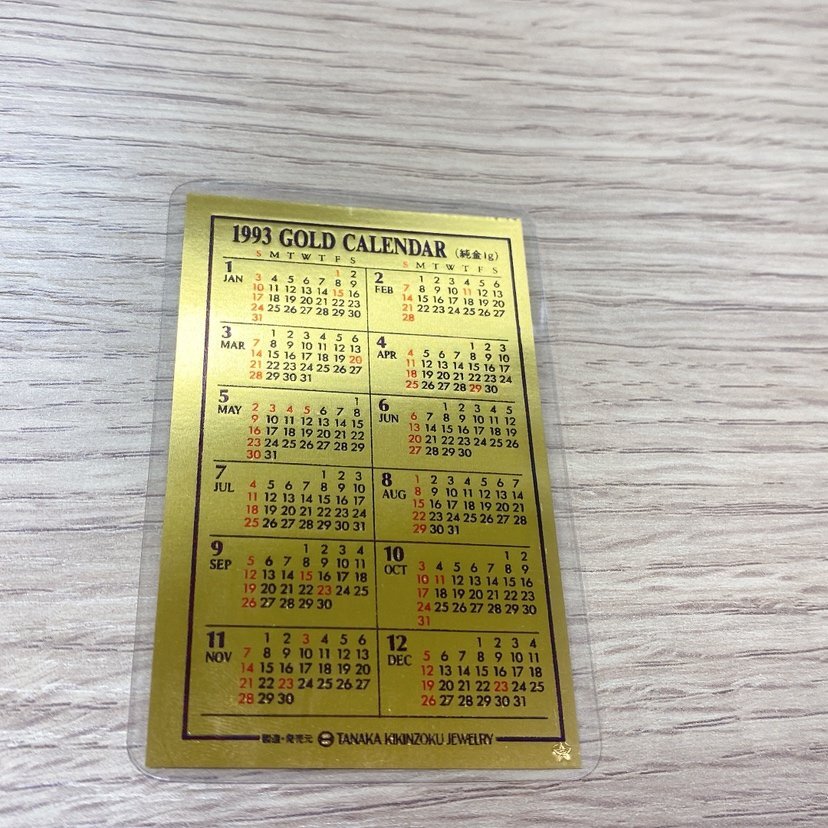 1993 GOLD CALENDAR (純金1g)
S M T W T F S
1 JAN
1 2
3 4 5 6 7 8 9
10 11 12 13 14 15 16
17 18 19 20 21 22 23
24 25 26 27 28 29 30
31
S M T W T F S
2 FEB
1 2 3 4 5 6
7 8 9 10 11 12 13
14 15 16 17 18 19 20
21 22 23 24 25 26 27
28
3 MAR
1 2 3 4 5 6
7 8 9 10 11 12 13
14 15 16 17 18 19 20
21 22 23 24 25 26 27
28 29 30 31
4 APR
1 2 3
4 5 6 7 8 9 10
11 12 13 14 15 16 17
18 19 20 21 22 23 24
25 26 27 28 29 30
5 MAY
1
2 3 4 5 6 7 8
9 10 11 12 13 14 15
16 17 18 19 20 21 22
23 24 25 26 27 28 29
30 31
6 JUN
1 2 3 4 5
6 7 8 9 10 11 12
13 14 15 16 17 18 19
20 21 22 23 24 25 26
27 28 29 30
7 JUL
1 2 3
4 5 6 7 8 9 10
11 12 13 14 15 16 17
18 19 20 21 22 23 24
25 26 27 28 29 30 31
8 AUG
1 2 3 4 5 6 7
8 9 10 11 12 13 14
15 16 17 18 19 20 21
22 23 24 25 26 27 28
29 30 31
9 SEP
1 2 3 4
5 6 7 8 9 10 11
12 13 14 15 16 17 18
19 20 21 22 23 24 25
26 27 28 29 30
10 OCT
1 2
3 4 5 6 7 8 9
10 11 12 13 14 15 16
17 18 19 20 21 22 23
24 25 26 27 28 29 30
31
11 NOV
1 2 3 4 5 6
7 8 9 10 11 12 13
14 15 16 17 18 19 20
21 22 23 24 25 26 27
28 29 30
12 DEC
1 2 3 4
5 6 7 8 9 10 11
12 13 14 15 16 17 18
19 20 21 22 23 24 25
26 27 28 29 30 31
製造・発売元 TANAKA KIKINZOKU JEWELRY